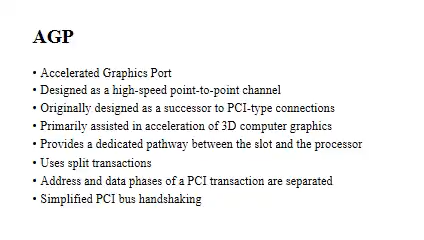 AGP
• Accelerated Graphics Port
• Designed as a high-speed point-to-point channel
• Originally designed as a successor to PCI-type connections
• Primarily assisted in acceleration of 3D computer graphics
• Provides a dedicated pathway between the slot and the processor
• Uses split transactions
• Address and data phases of a PCI transaction are separated
• Simplified PCI bus handshaking